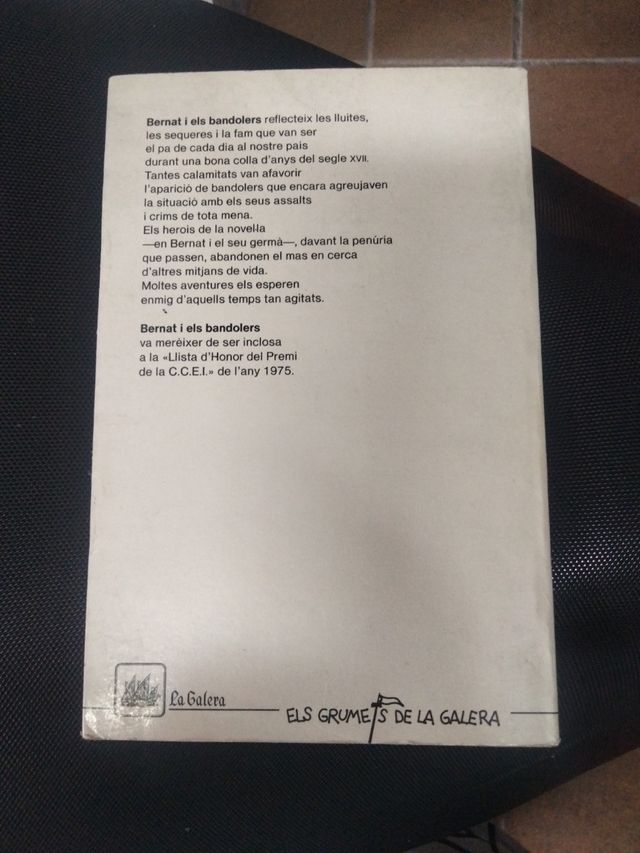 Bernat i els bandolers reflecteix les lluites,
les sequeres i la fam que van ser
el pa de cada dia al nostre país
durant una bona colla d'anys del segle XVII.
Tantes calamitats van afavorir
l'aparició de bandolers que encara agreujaven
la situació amb els seus assalts
i crims de tota mena.
Els herois de la novel·la
—en Bernat i el seu germà—, davant la penúria
que passen, abandonen el mas en cerca
d'altres mitjans de vida.
Moltes aventures els esperen
enmig d'aquells temps tan agitats.
Bernat i els bandolers
va merèixer de ser inclosa
a la «Llista d'Honor del Premi
de la C.C.E.I.» de l'any 1975.
La Galera
ELS GRUMETS DE LA GALERA